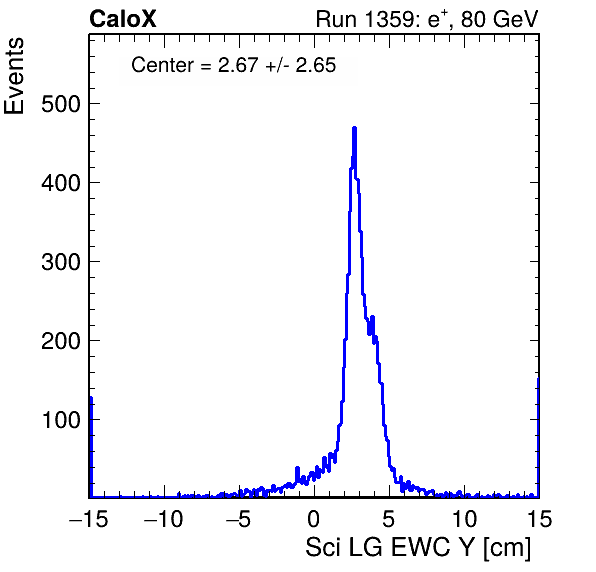 CaloX Run 1359: e⁺, 80 GeV
Center = 2.67 +/- 2.65
Events
500
400
300
200
100
−15 −10 −5 0 5 10 15
Sci LG EWC Y [cm]